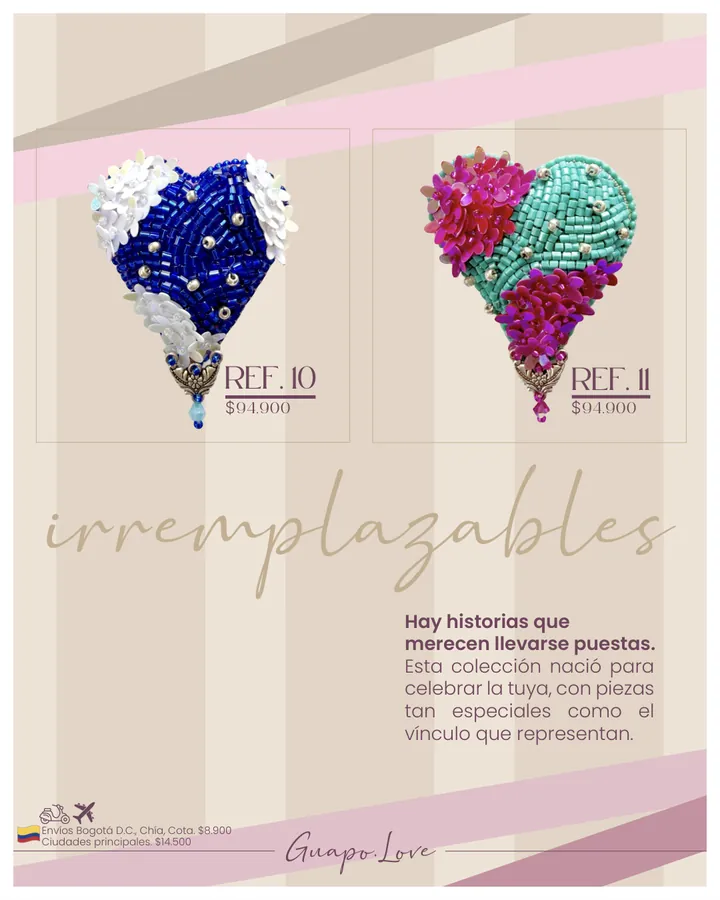 REF. 10
$94.900
REF. 11
$94.900
irremplazables
Hay historias que
merecen llevarse puestas.
Esta colección nació para
celebrar la tuya, con piezas
tan especiales como el
vínculo que representan.
Envíos Bogotá D.C., Chía, Cota. $8.900
Ciudades principales. $14.500
Guapo.Love